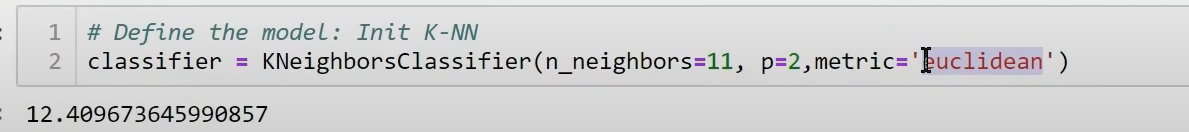 1 # Define the model: Init K-NN
2 classifier = KNeighborsClassifier(n_neighbors=11, p=2,metric='euclidean')
12.409673645990857